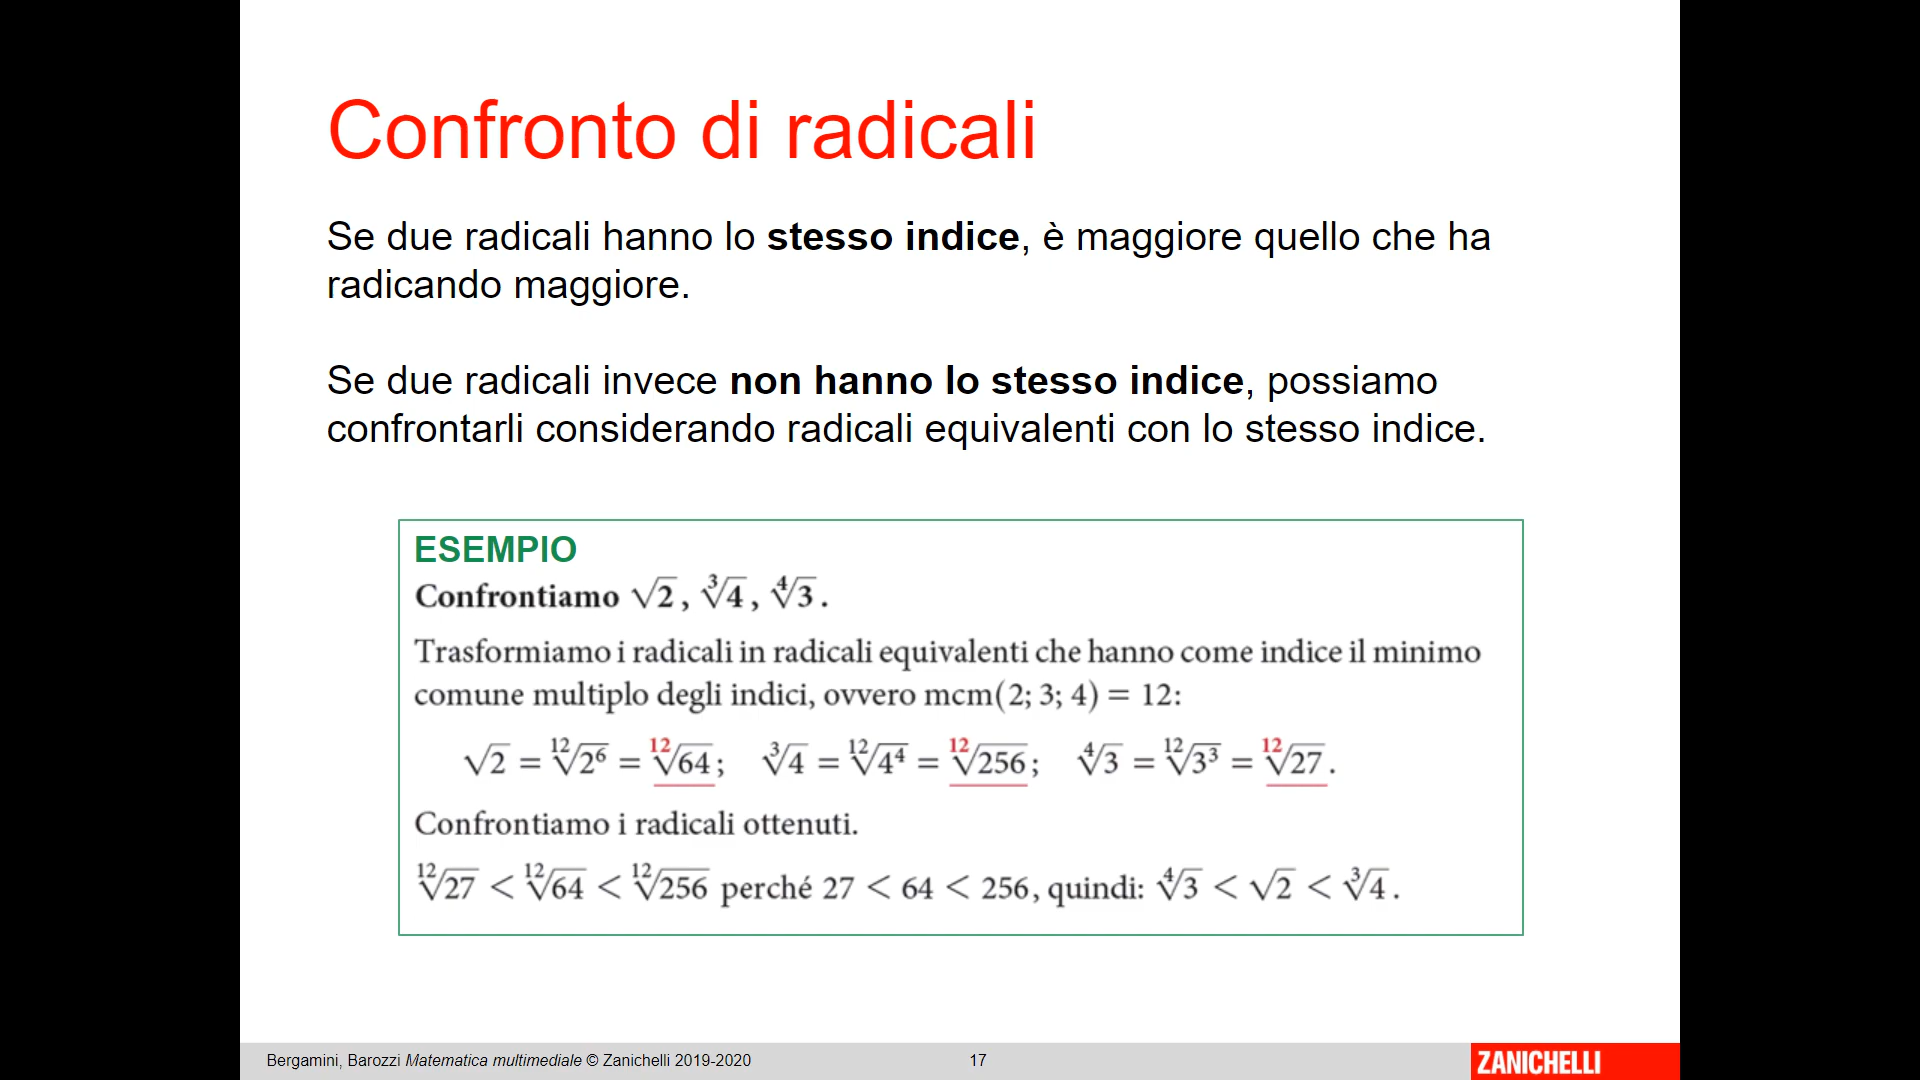 Confronto di radicali
Se due radicali hanno lo stesso indice, è maggiore quello che ha
radicando maggiore.
Se due radicali invece non hanno lo stesso indice, possiamo
confrontarli considerando radicali equivalenti con lo stesso indice.
ESEMPIO
Confrontiamo √2, ∛4, ∜3.
Trasformiamo i radicali in radicali equivalenti che hanno come indice il minimo
comune multiplo degli indici, ovvero mcm(2; 3; 4) = 12:
√2 = ¹²√2⁶ = ¹²√64; ∛4 = ¹²√4⁴ = ¹²√256; ∜3 = ¹²√3³ = ¹²√27.
Confrontiamo i radicali ottenuti.
¹²√27 < ¹²√64 < ¹²√256 perché 27 < 64 < 256, quindi: ∜3 < √2 < ∛4.
Bergamini, Barozzi Matematica multimediale © Zanichelli 2019-2020
17
ZANICHELLI